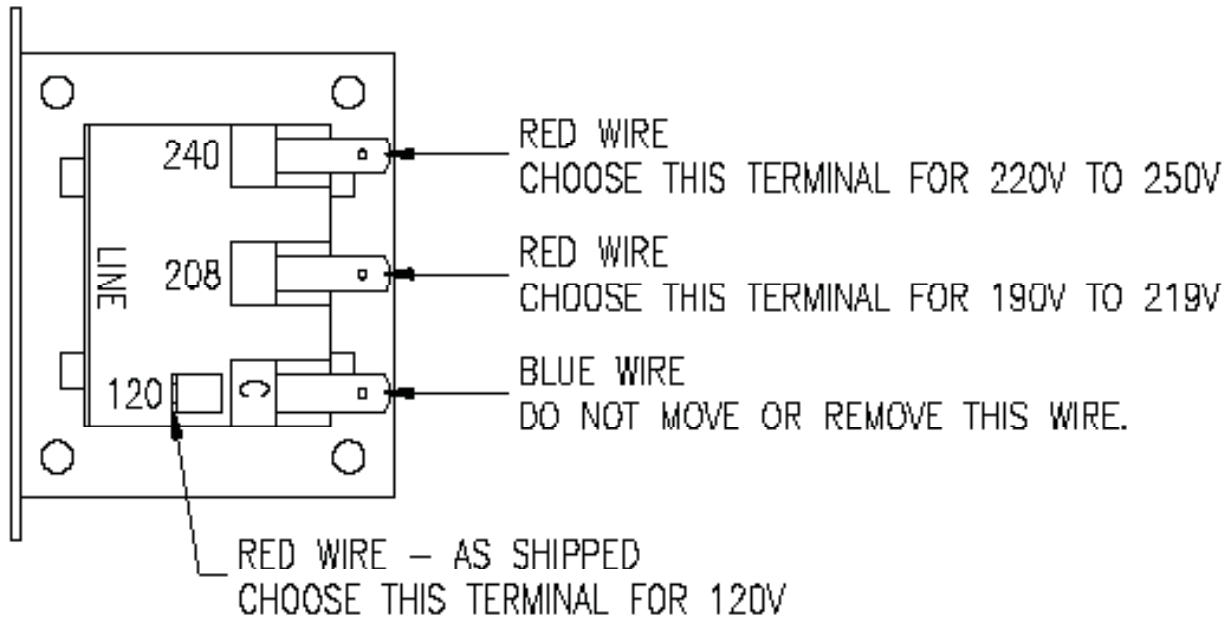 240
RED WIRE
CHOOSE THIS TERMINAL FOR 220V TO 250V
LINE
208
RED WIRE
CHOOSE THIS TERMINAL FOR 190V TO 219V
120
C
BLUE WIRE
DO NOT MOVE OR REMOVE THIS WIRE.
RED WIRE – AS SHIPPED
CHOOSE THIS TERMINAL FOR 120V